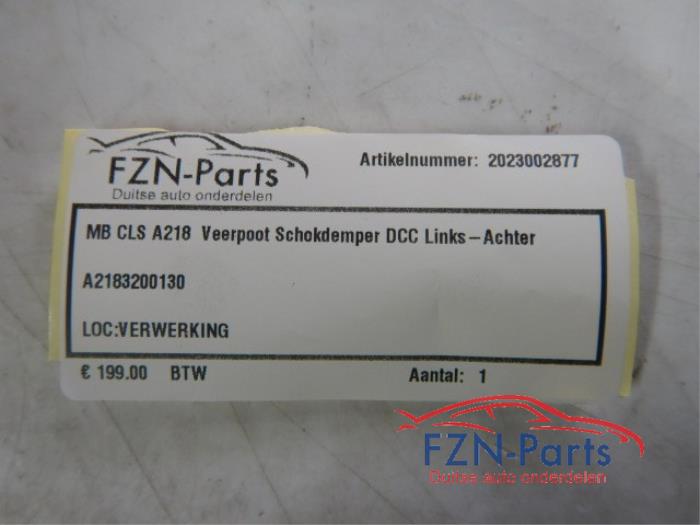 FZN-Parts
Duitse auto onderdelen
Artikelnummer: 2023002877
MB CLS A218 Veerpoot Schokdemper DCC Links-Achter
A2183200130
LOC:VERWERKING
€ 199.00 BTW
Aantal: 1
FZN-Parts
Duitse auto onderdelen